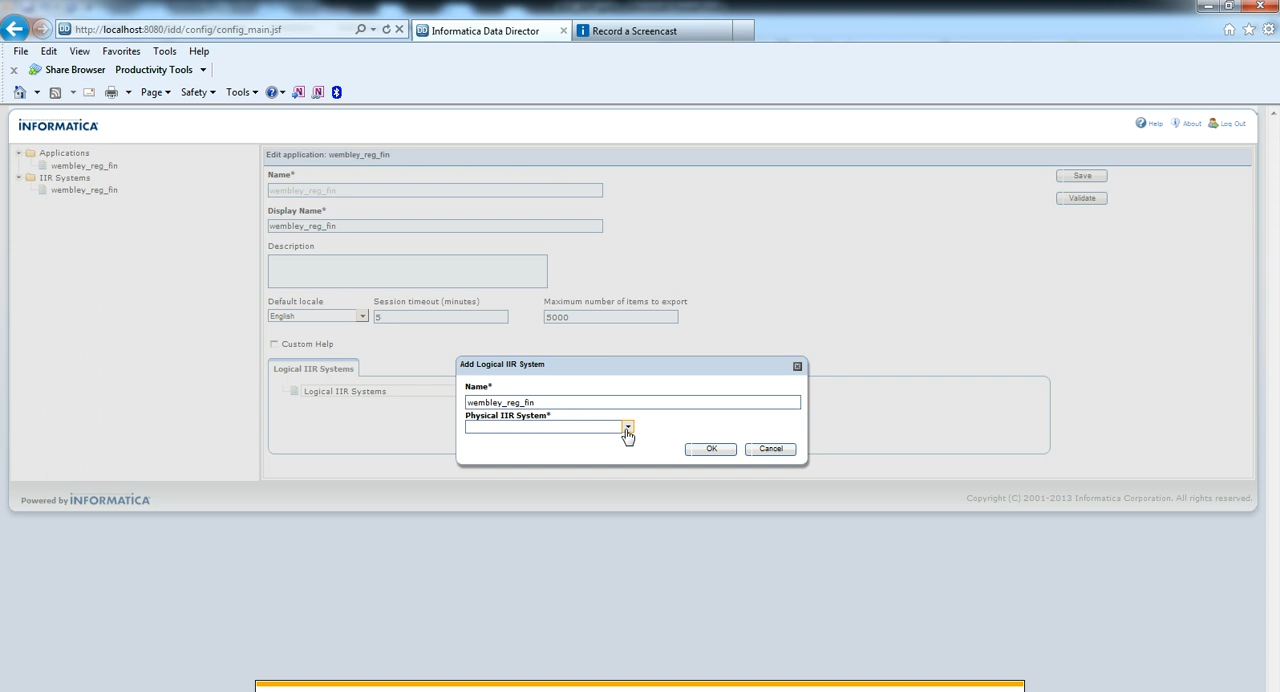 http://localhost:8080/idd/config/config_main.jsf
DD Informatica Data Director
Record a Screencast
File Edit View Favorites Tools Help
x Share Browser Productivity Tools
Page Safety Tools
INFORMATICA
Help About Log Out
Applications
wembley_reg_fin
IIR Systems
wembley_reg_fin
Edit application: wembley_reg_fin
Name*
wembley_reg_fin
Save
Validate
Display Name*
wembley_reg_fin
Description
Default locale Session timeout (minutes) Maximum number of items to export
English 5 5000
Custom Help
Logical IIR Systems
Logical IIR Systems
Add Logical IIR System
Name*
wembley_reg_fin
Physical IIR System*
OK Cancel
Powered by INFORMATICA
Copyright (C) 2001-2013 Informatica Corporation. All rights reserved.